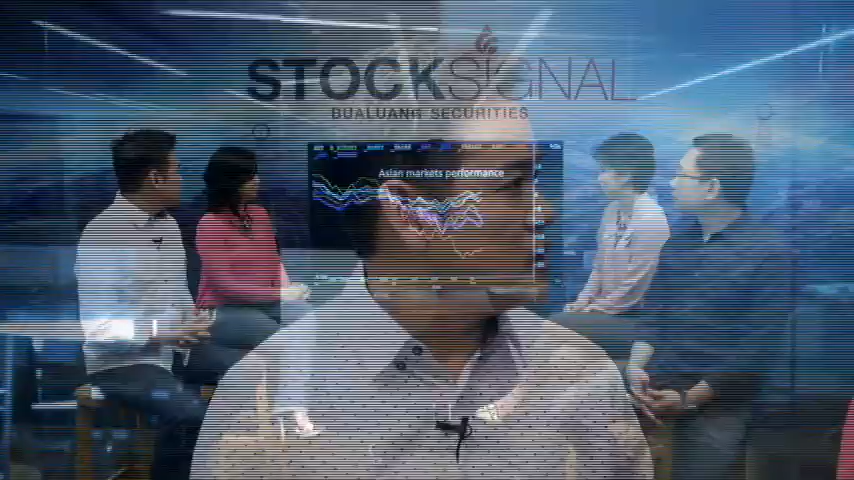 STOCKSIGNAL
BUALUANG SECURITIES
Asian markets performance